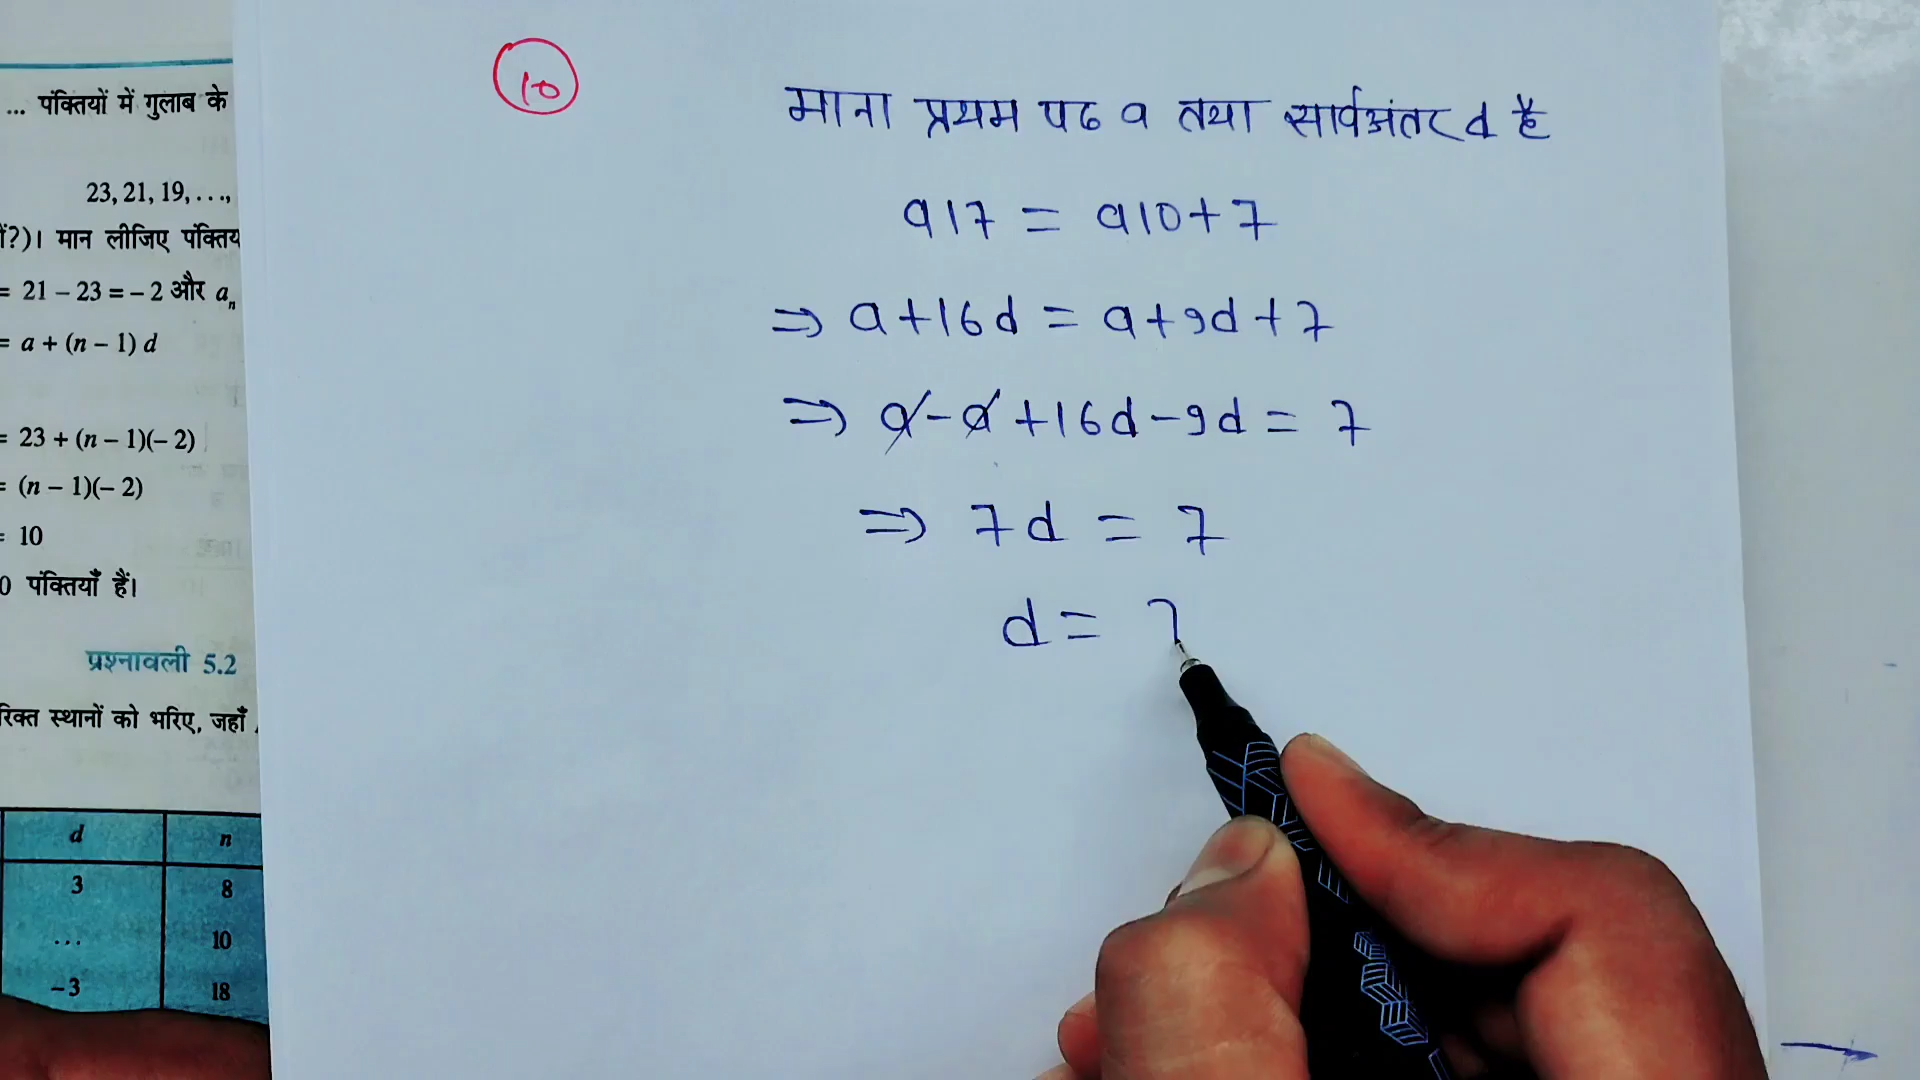 ... पंक्तियों में गुलाब के
23, 21, 19, . . .,
?)। मान लीजिए पंक्तिय
= 21 – 23 = – 2 और aₙ
= a + (n – 1) d
= 23 + (n – 1)(– 2)
= (n – 1)(– 2)
= 10
0 पंक्तियाँ हैं।
प्रश्नावली 5.2
रिक्त स्थानों को भरिए, जहाँ
d n
3 8
... 10
–3 18
10
माना प्रथम पद a तथा सार्वअंतर d है
a17 = a10+7
⇒ a+16d = a+9d+7
⇒ a-a+16d-9d = 7
⇒ 7d = 7
d =